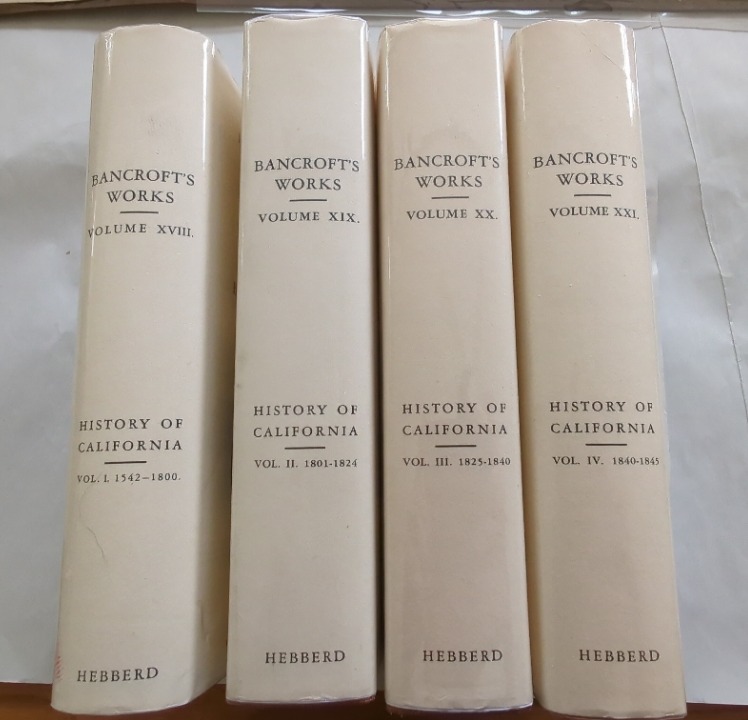 BANCROFT'S
WORKS
VOLUME XVIII.
HISTORY OF
CALIFORNIA
VOL. I. 1542–1800.
HEBBERD
BANCROFT'S
WORKS
VOLUME XIX.
HISTORY OF
CALIFORNIA
VOL. II. 1801-1824
HEBBERD
BANCROFT'S
WORKS
VOLUME XX.
HISTORY OF
CALIFORNIA
VOL. III. 1825-1840
HEBBERD
BANCROFT'S
WORKS
VOLUME XXI.
HISTORY OF
CALIFORNIA
VOL. IV. 1840-1845
HEBBERD